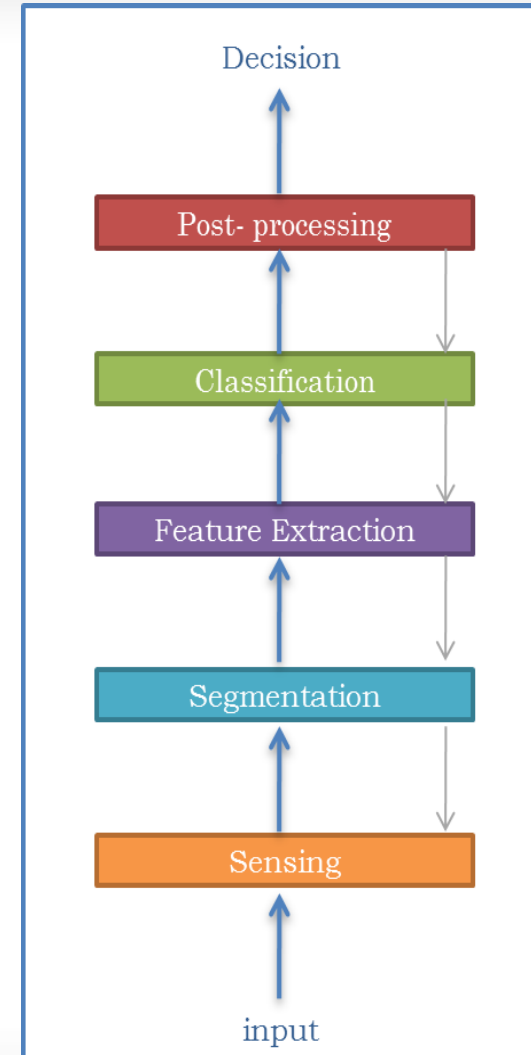 Decision
Post- processing
Classification
Feature Extraction
Segmentation
Sensing
input